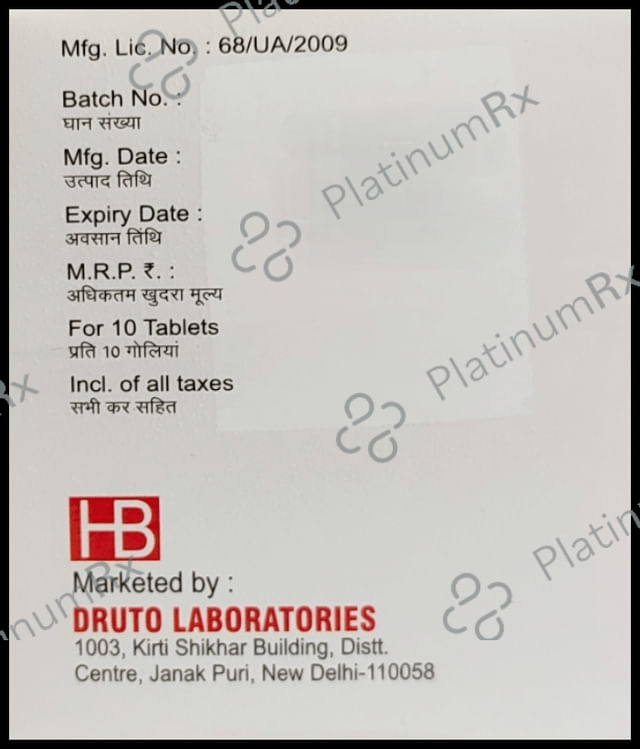 Mfg. Lic. No. : 68/UA/2009
Batch No. :
घान संख्या
Mfg. Date :
उत्पाद तिथि
Expiry Date :
अवसान तिथि
M.R.P. ₹. :
अधिकतम खुदरा मूल्य
For 10 Tablets
प्रति 10 गोलियां
Incl. of all taxes
सभी कर सहित
HB
Marketed by :
DRUTO LABORATORIES
1003, Kirti Shikhar Building, Distt.
Centre, Janak Puri, New Delhi-110058
PlatinumRx
PlatinumRx